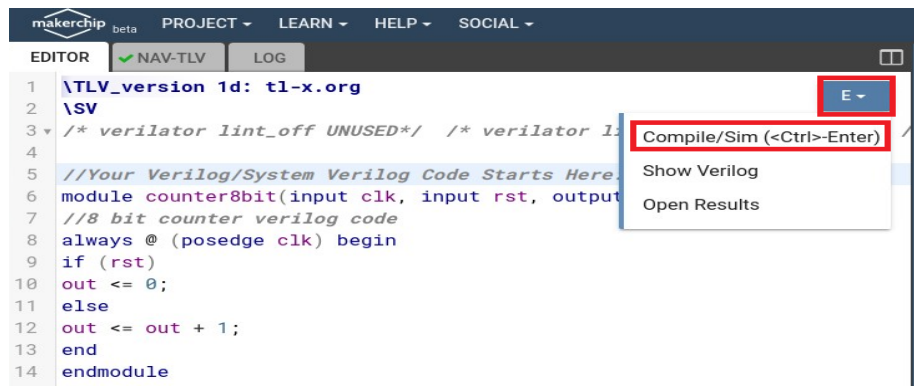 makerchip beta PROJECT LEARN HELP SOCIAL
EDITOR NAV-TLV LOG
1 \TLV_version 1d: tl-x.org
E
2 \SV
3 /* verilator lint_off UNUSED*/ /* verilator li /
Compile/Sim (<Ctrl>-Enter)
4
Show Verilog
5 //Your Verilog/System Verilog Code Starts Here
6 module counter8bit(input clk, input rst, output
Open Results
7 //8 bit counter verilog code
8 always @ (posedge clk) begin
9 if (rst)
10 out <= 0;
11 else
12 out <= out + 1;
13 end
14 endmodule